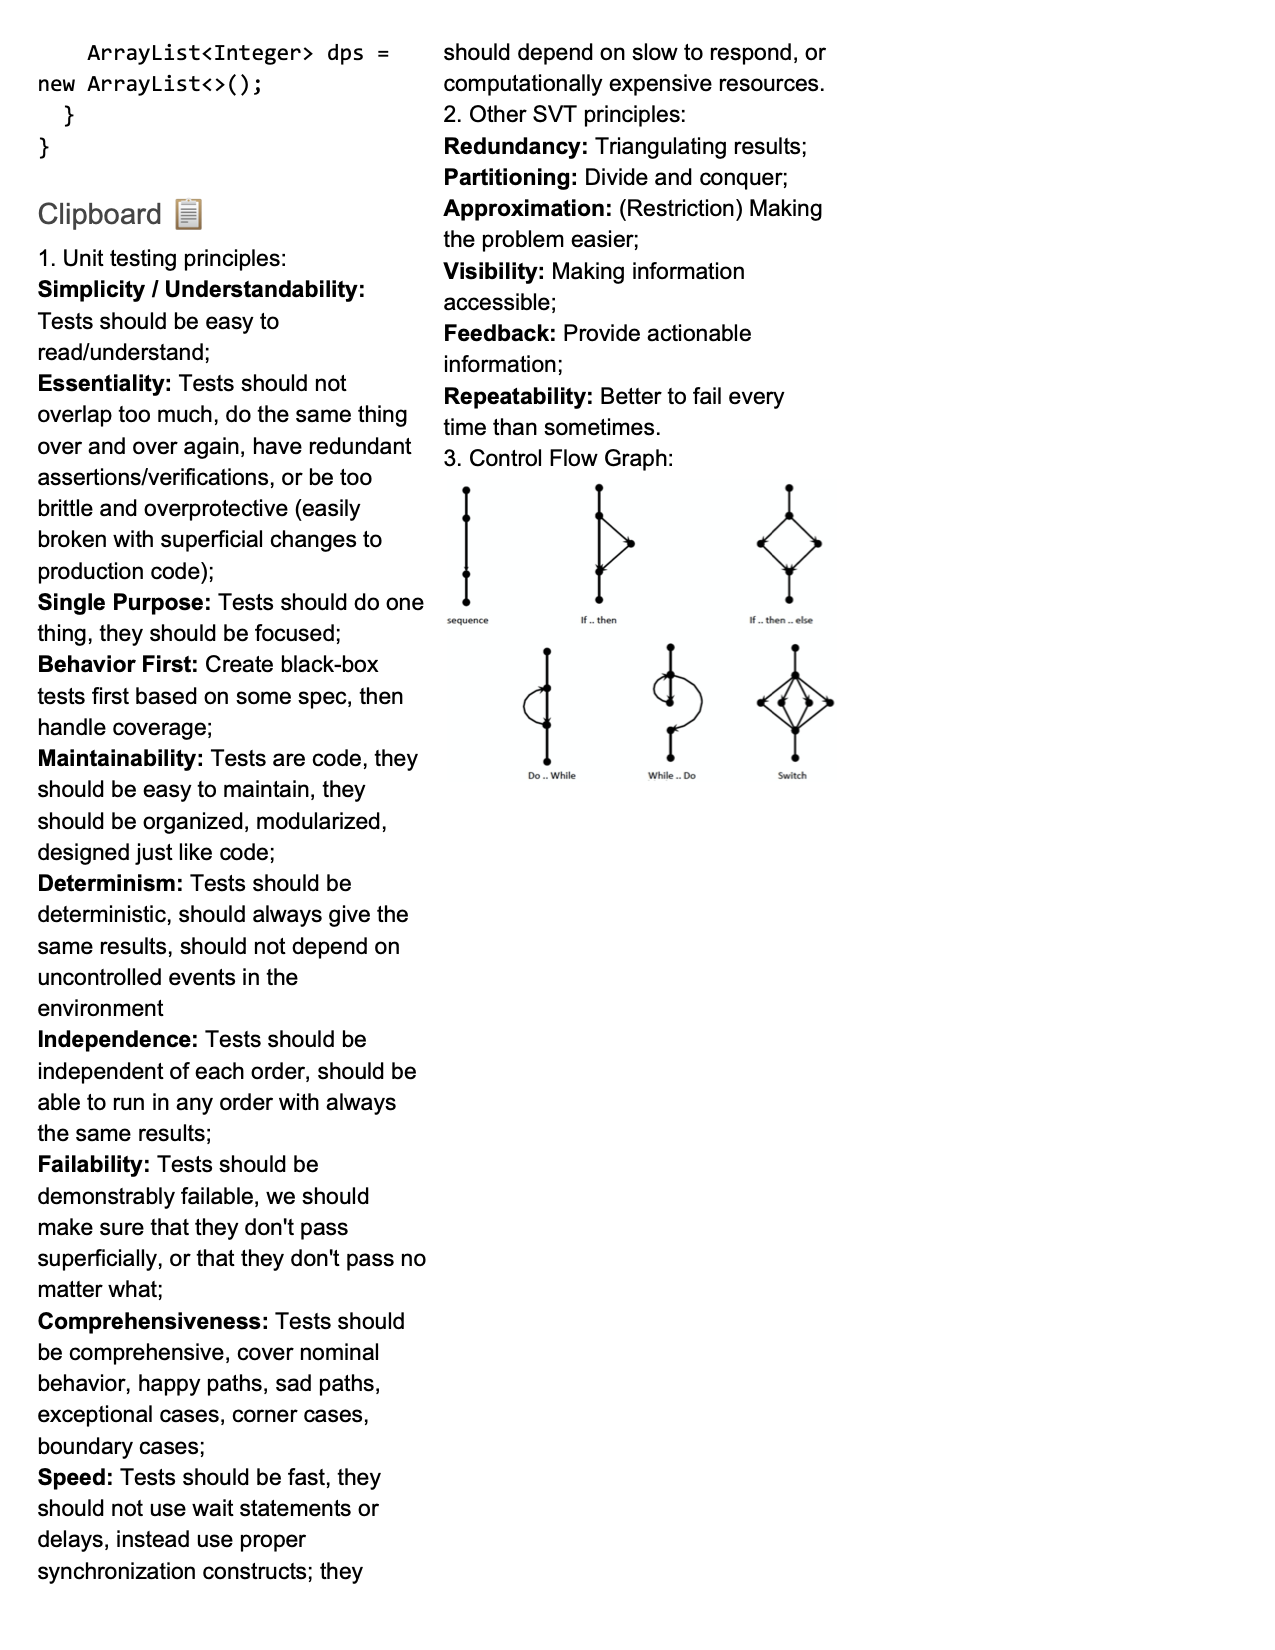 ArrayList<Integer> dps =
new ArrayList<>();
  }
}
Clipboard 📋
1. Unit testing principles:
Simplicity / Understandability:
Tests should be easy to
read/understand;
Essentiality: Tests should not
overlap too much, do the same thing
over and over again, have redundant
assertions/verifications, or be too
brittle and overprotective (easily
broken with superficial changes to
production code);
Single Purpose: Tests should do one
thing, they should be focused;
Behavior First: Create black-box
tests first based on some spec, then
handle coverage;
Maintainability: Tests are code, they
should be easy to maintain, they
should be organized, modularized,
designed just like code;
Determinism: Tests should be
deterministic, should always give the
same results, should not depend on
uncontrolled events in the
environment
Independence: Tests should be
independent of each order, should be
able to run in any order with always
the same results;
Failability: Tests should be
demonstrably failable, we should
make sure that they don't pass
superficially, or that they don't pass no
matter what;
Comprehensiveness: Tests should
be comprehensive, cover nominal
behavior, happy paths, sad paths,
exceptional cases, corner cases,
boundary cases;
Speed: Tests should be fast, they
should not use wait statements or
delays, instead use proper
synchronization constructs; they
should depend on slow to respond, or
computationally expensive resources.
2. Other SVT principles:
Redundancy: Triangulating results;
Partitioning: Divide and conquer;
Approximation: (Restriction) Making
the problem easier;
Visibility: Making information
accessible;
Feedback: Provide actionable
information;
Repeatability: Better to fail every
time than sometimes.
3. Control Flow Graph:
sequence
If .. then
If .. then .. else
Do .. While
While .. Do
Switch